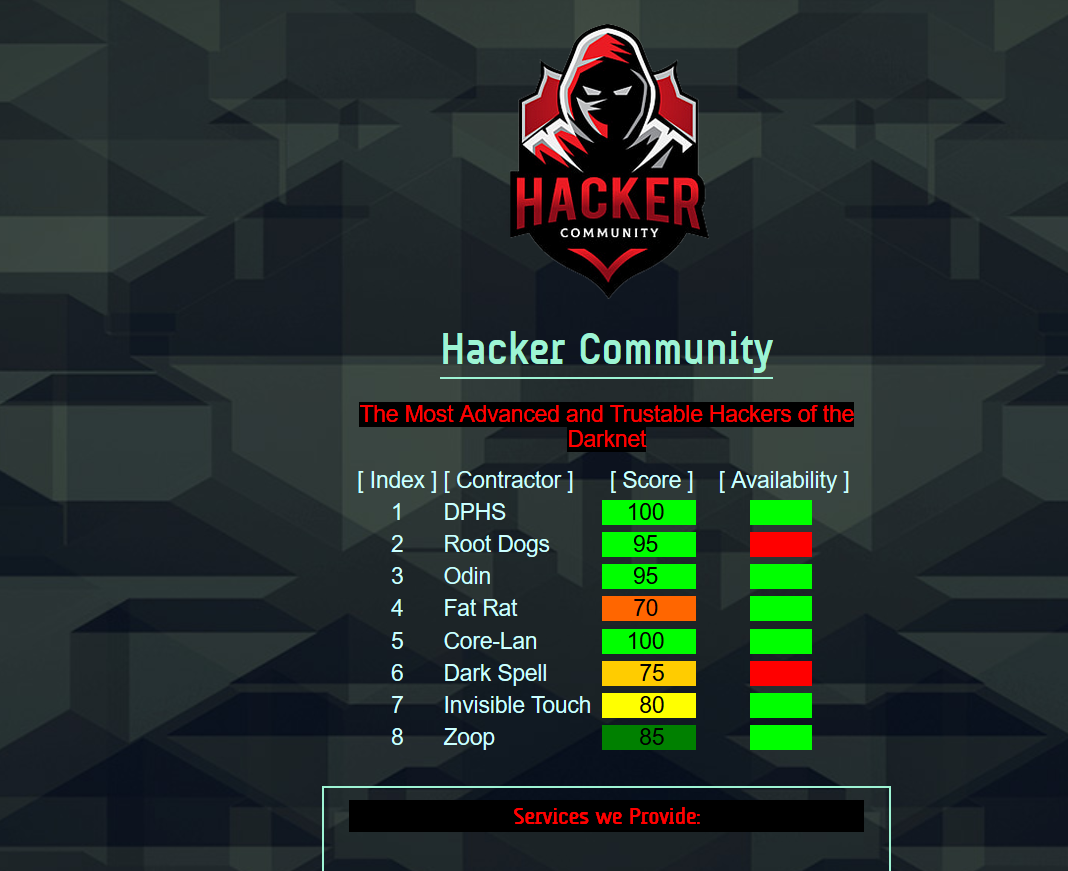 HACKER
COMMUNITY
Hacker Community
The Most Advanced and Trustable Hackers of the
Darknet
[ Index ] [ Contractor ] [ Score ] [ Availability ]
1 DPHS 100
2 Root Dogs 95
3 Odin 95
4 Fat Rat 70
5 Core-Lan 100
6 Dark Spell 75
7 Invisible Touch 80
8 Zoop 85
Services we Provide: